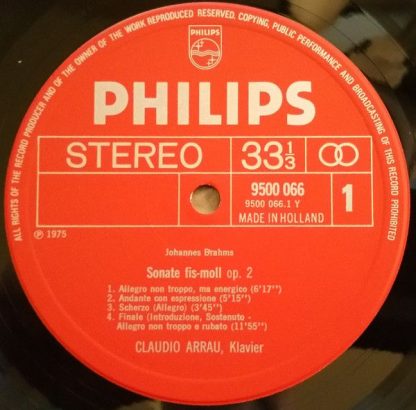 ALL RIGHTS OF THE RECORD PRODUCER AND OF THE OWNER OF THE WORK REPRODUCED RESERVED. COPYING, PUBLIC PERFORMANCE AND BROADCASTING OF THIS RECORD PROHIBITED
PHILIPS
PHILIPS
STEREO 33 1/3
9500 066
9500 066.1 Y
MADE IN HOLLAND
1
℗ 1975
Johannes Brahms
Sonate fis-moll op. 2
1. Allegro non troppo, ma energico (6'17'')
2. Andante con espressione (5'15'')
3. Scherzo (Allegro) (3'45'')
4. Finale (Introduzione, Sostenuto -
Allegro non troppo e rubato) (11'55'')
CLAUDIO ARRAU, Klavier